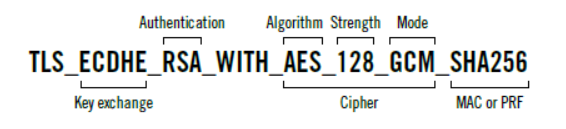 Authentication Algorithm Strength Mode
TLS_ECDHE_RSA_WITH_AES_128_GCM_SHA256
Key exchange Cipher MAC or PRF